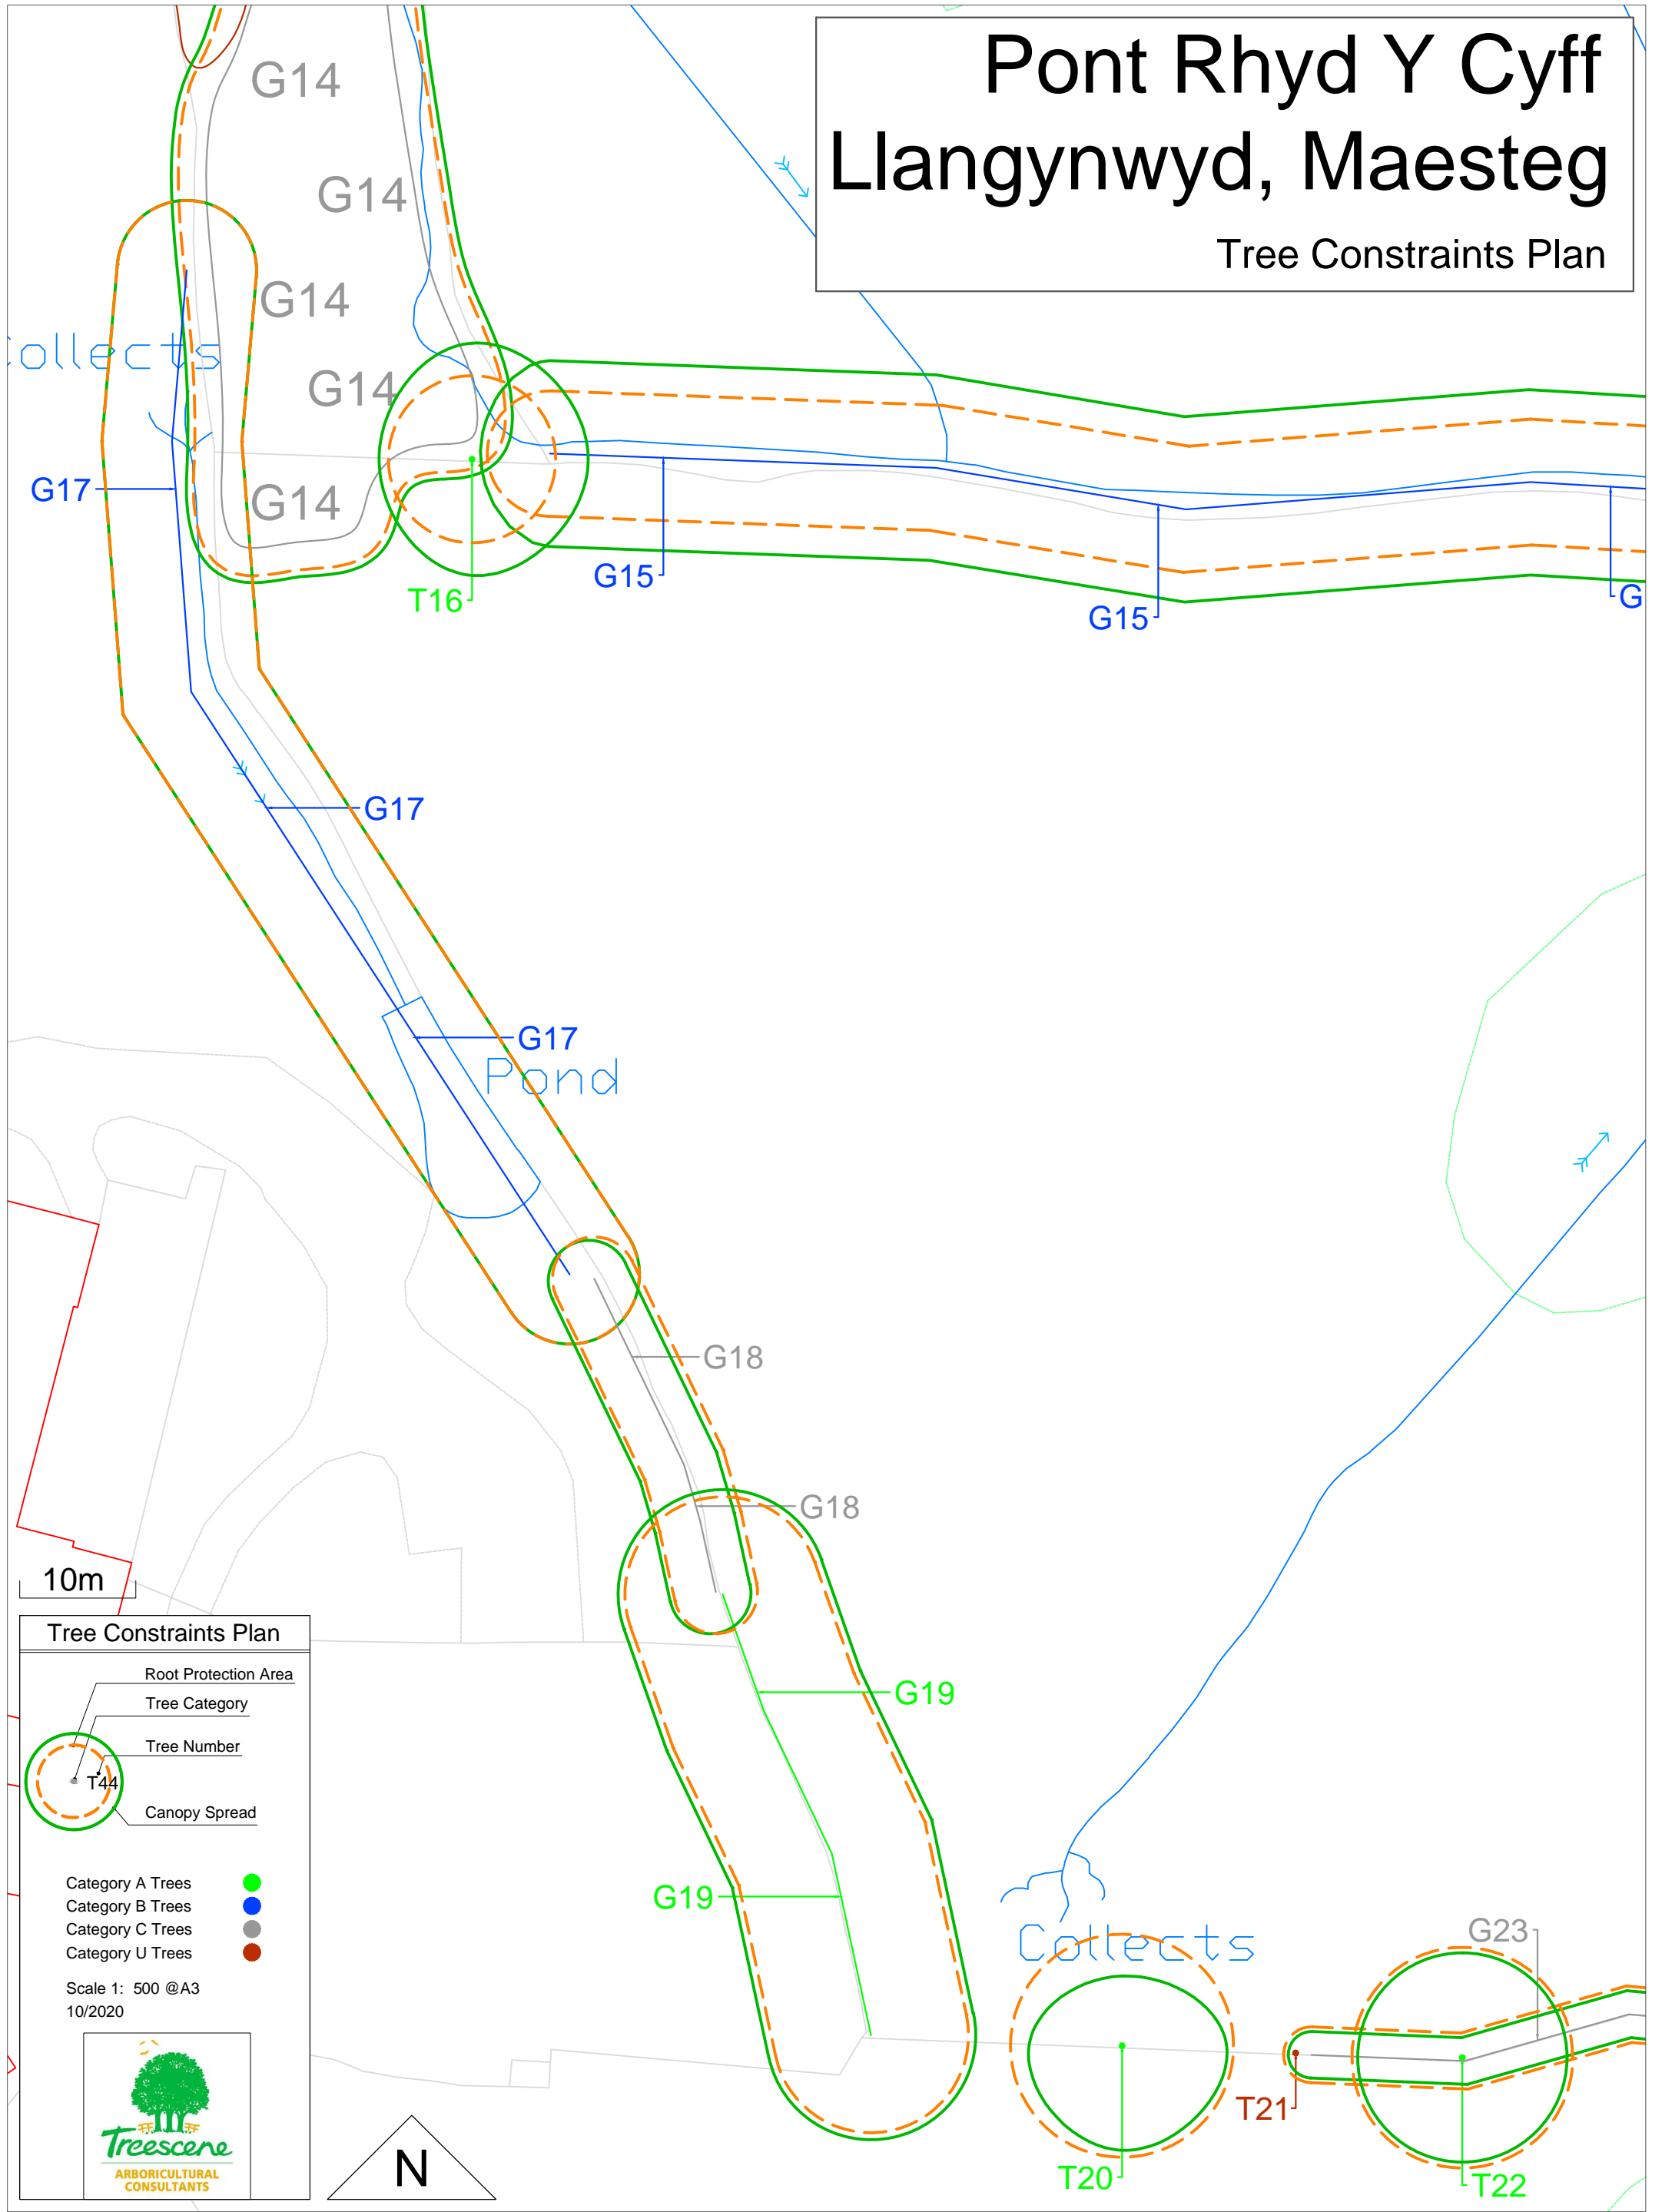 Pont Rhyd Y Cyff
Llangynwyd, Maesteg
Tree Constraints Plan
G14
G14
G14
ollects
G14
G17
G14
G15
T16
G15
G
G17
G17
Pond
G18
G18
10m
Tree Constraints Plan
Root Protection Area
Tree Category
Tree Number
T44
Canopy Spread
Category A Trees
Category B Trees
Category C Trees
Category U Trees
Scale 1: 500 @A3
10/2020
Treescene
ARBORICULTURAL
CONSULTANTS
N
G19
G19
Collects
G23
T21
T20
T22